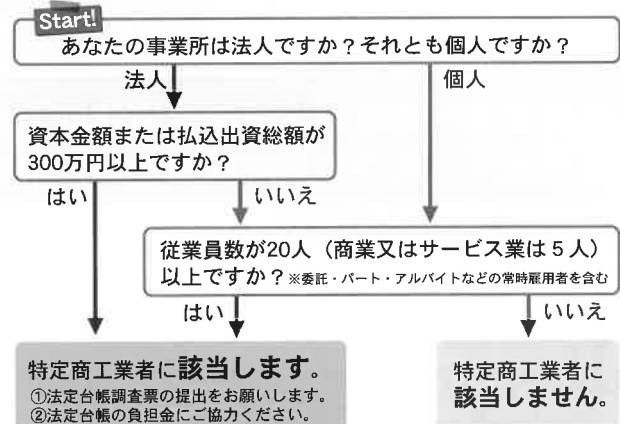 Start!
あなたの事業所は法人ですか？それとも個人ですか？
法人
個人
資本金額または払込出資総額が
300万円以上ですか？
はい
いいえ
従業員数が20人（商業又はサービス業は５人）
以上ですか？※委託・パート・アルバイトなどの常時雇用者を含む
はい
いいえ
特定商工業者に該当します。
①法定台帳調査票の提出をお願いします。
②法定台帳の負担金にご協力ください。
特定商工業者に
該当しません。